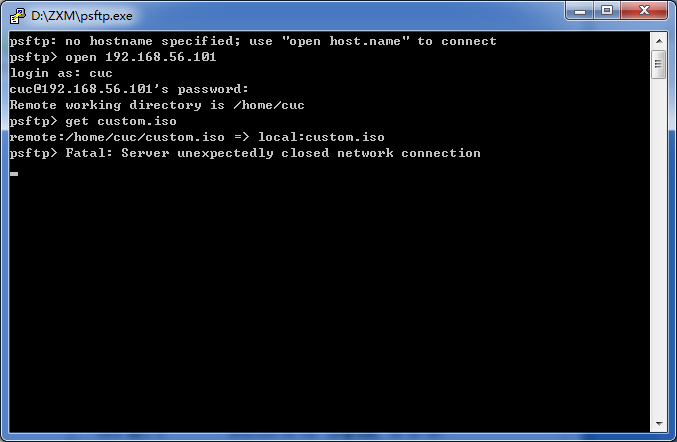 D:\ZXM\psftp.exe
psftp: no hostname specified; use "open host.name" to connect
psftp> open 192.168.56.101
login as: cuc
cuc@192.168.56.101's password:
Remote working directory is /home/cuc
psftp> get custom.iso
remote:/home/cuc/custom.iso => local:custom.iso
psftp> Fatal: Server unexpectedly closed network connection